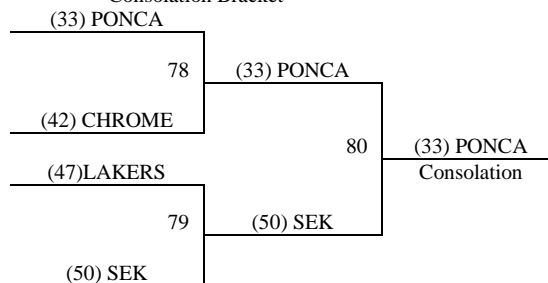 Consolation Bracket
(33) PONCA
78
(33) PONCA
(42) CHROME
80
(33) PONCA
Consolation
(47)LAKERS
79
(50) SEK
(50) SEK